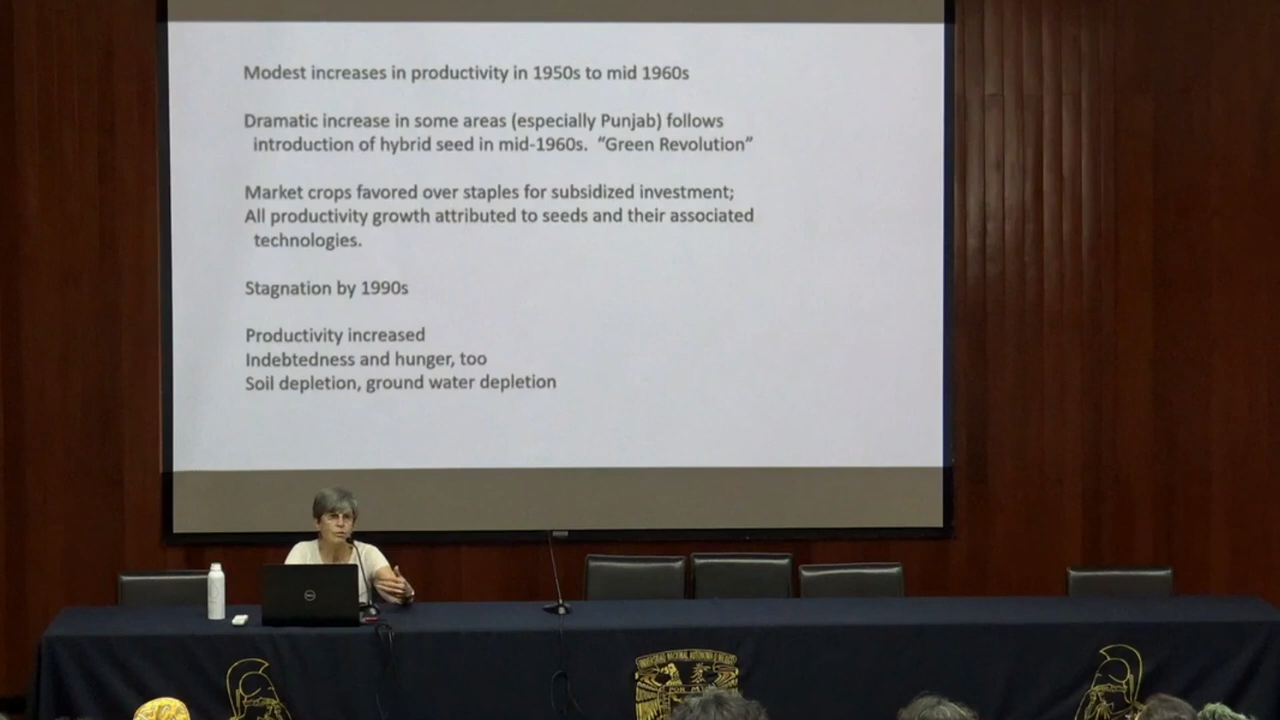 Modest increases in productivity in 1950s to mid 1960s
Dramatic increase in some areas (especially Punjab) follows
introduction of hybrid seed in mid-1960s. “Green Revolution”
Market crops favored over staples for subsidized investment;
All productivity growth attributed to seeds and their associated
technologies.
Stagnation by 1990s
Productivity increased
Indebtedness and hunger, too
Soil depletion, ground water depletion
DELL